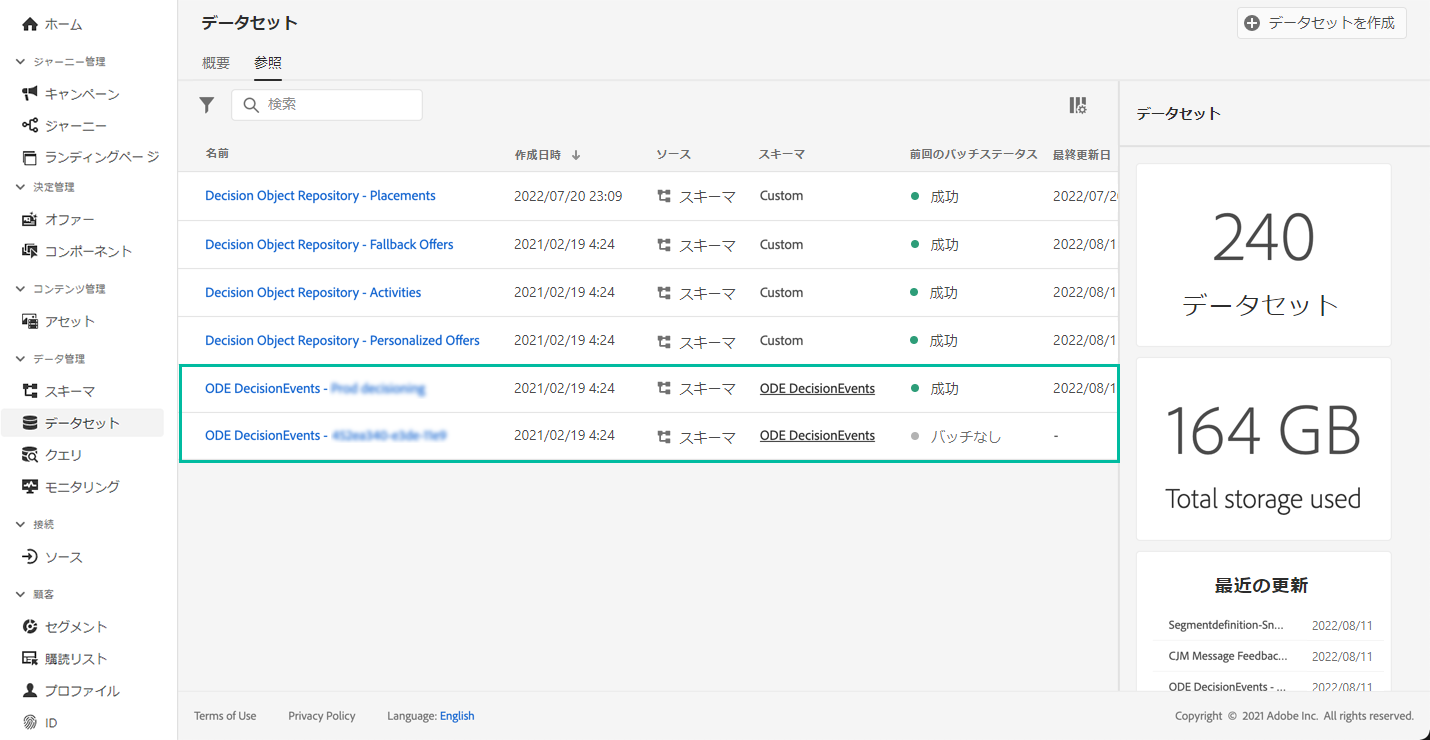 ホーム
ジャーニー管理
キャンペーン
ジャーニー
ランディングページ
決定管理
オファー
コンポーネント
コンテンツ管理
アセット
データ管理
スキーマ
データセット
クエリ
モニタリング
接続
ソース
顧客
セグメント
購読リスト
プロファイル
ID
データセット
データセットを作成
概要 参照
検索
名前 作成日時 ↓ ソース スキーマ 前回のバッチステータス 最終更新日
Decision Object Repository - Placements 2022/07/20 23:09 スキーマ Custom 成功 2022/07/20
Decision Object Repository - Fallback Offers 2021/02/19 4:24 スキーマ Custom 成功 2022/08/1
Decision Object Repository - Activities 2021/02/19 4:24 スキーマ Custom 成功 2022/08/1
Decision Object Repository - Personalized Offers 2021/02/19 4:24 スキーマ Custom 成功 2022/08/1
ODE DecisionEvents - Prod decisioning 2021/02/19 4:24 スキーマ ODE DecisionEvents 成功 2022/08/1
ODE DecisionEvents - 2021/02/19 4:24 スキーマ ODE DecisionEvents バッチなし -
データセット
240
データセット
164 GB
Total storage used
最近の更新
Segmentdefinition-Sn... 2022/08/11
CJM Message Feedbac... 2022/08/11
ODE DecisionEvents - ... 2022/08/11
Terms of Use Privacy Policy Language: English
Copyright © 2021 Adobe Inc. All rights reserved.